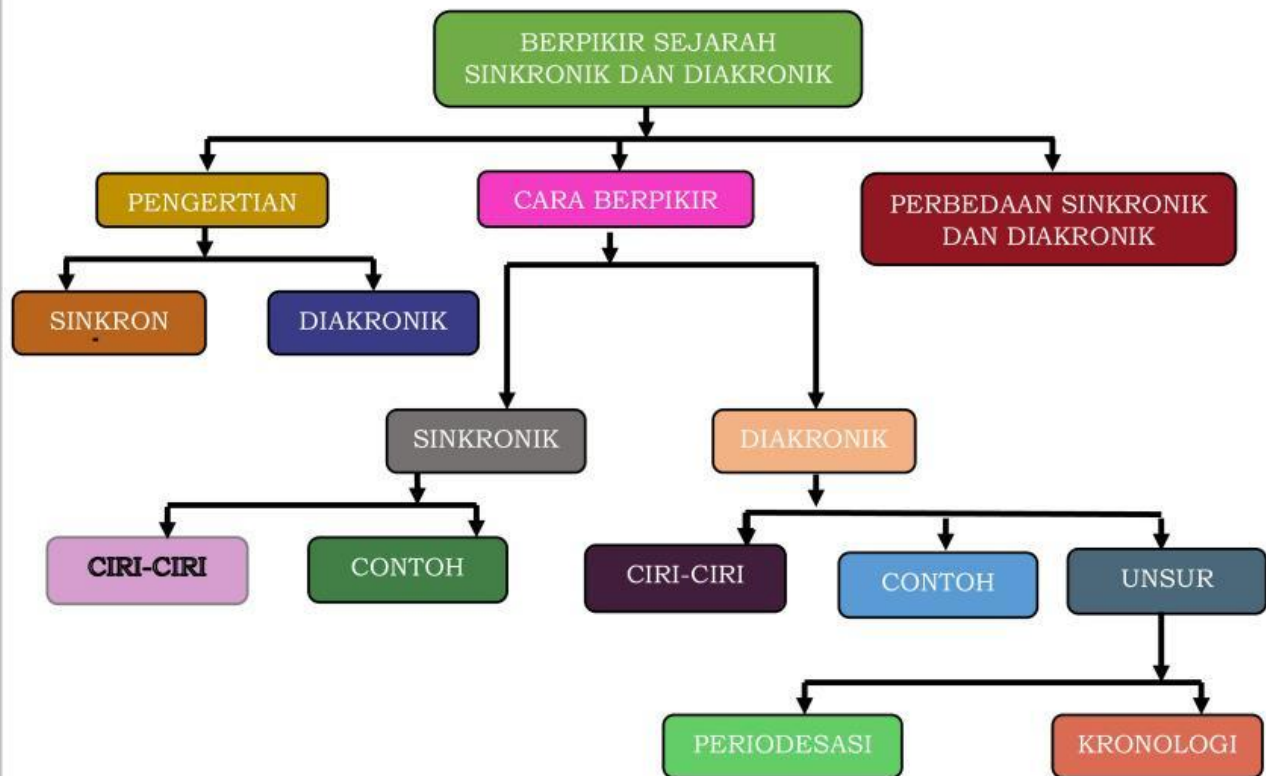 BERPIKIR SEJARAH
SINKRONIK DAN DIAKRONIK
PENGERTIAN
CARA BERPIKIR
PERBEDAAN SINKRONIK
DAN DIAKRONIK
SINKRON
DIAKRONIK
SINKRONIK
DIAKRONIK
CIRI-CIRI
CONTOH
CIRI-CIRI
CONTOH
UNSUR
PERIODESASI
KRONOLOGI